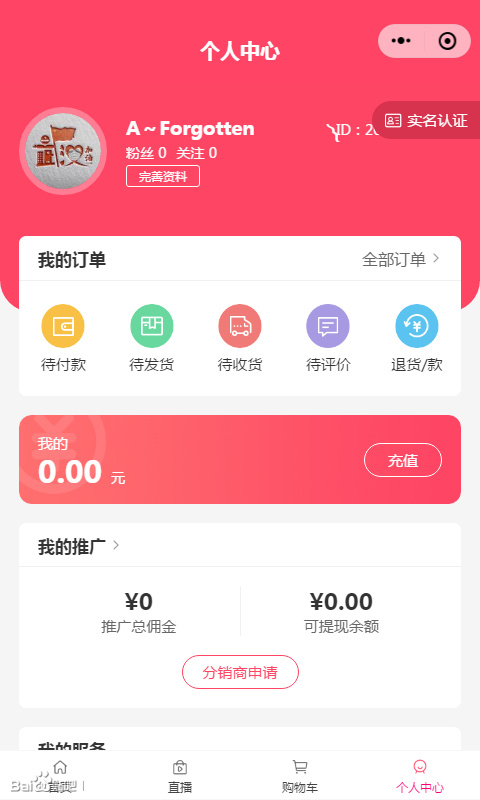 个人中心
实名认证
A～Forgotten
ID：20
粉丝 0 关注 0
完善资料
我的订单
全部订单
待付款 待发货 待收货 待评价 退货/款
我的
0.00 元
充值
我的推广
¥0 ¥0.00
推广总佣金 可提现余额
分销商申请
我的服务
首页 直播 购物车 个人中心